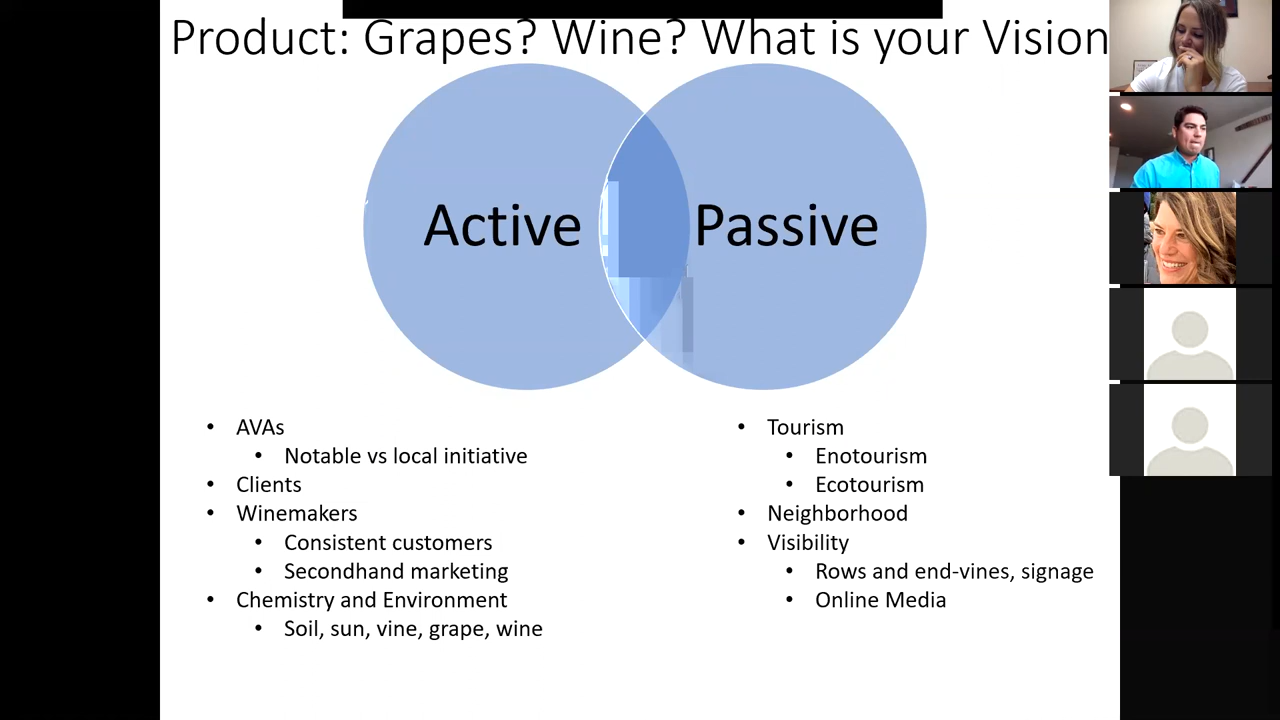 Product: Grapes? Wine? What is your Vision
Active
Passive
• AVAs
• Notable vs local initiative
• Clients
• Winemakers
• Consistent customers
• Secondhand marketing
• Chemistry and Environment
• Soil, sun, vine, grape, wine
• Tourism
• Enotourism
• Ecotourism
• Neighborhood
• Visibility
• Rows and end-vines, signage
• Online Media